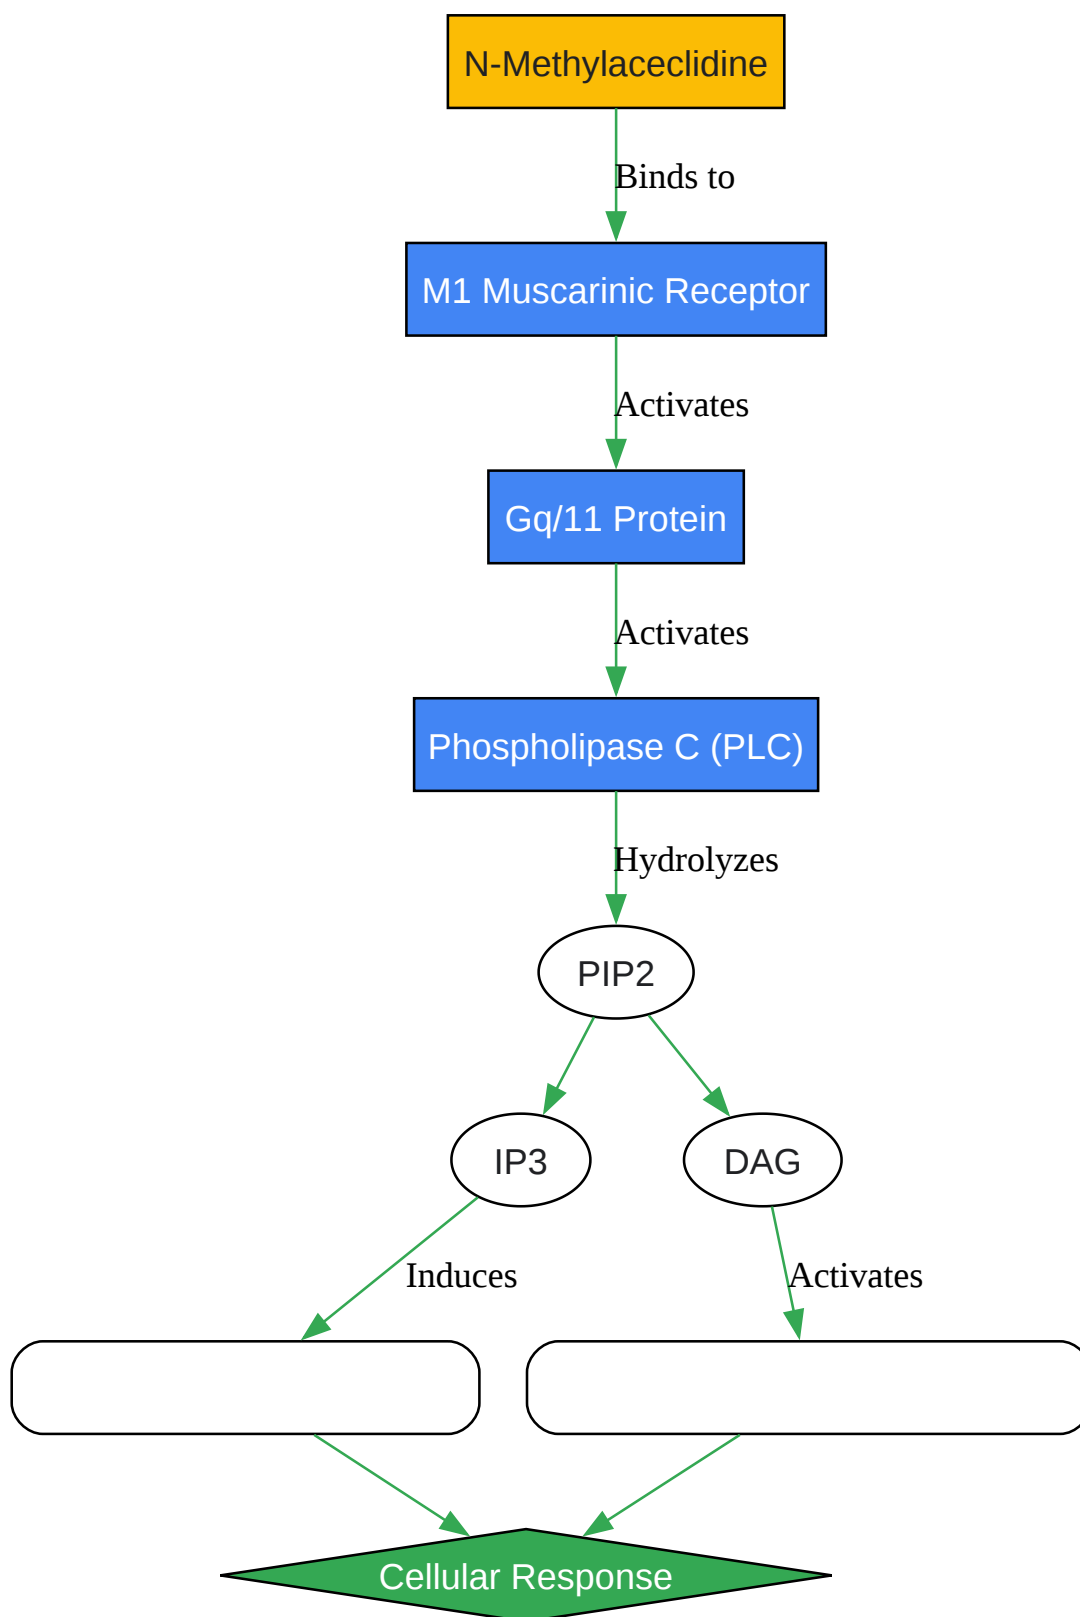 N-Methylaceclidine
Binds to
M1 Muscarinic Receptor
Activates
Gq/11 Protein
Activates
Phospholipase C (PLC)
Hydrolyzes
PIP2
IP3
DAG
Induces
Activates
Cellular Response